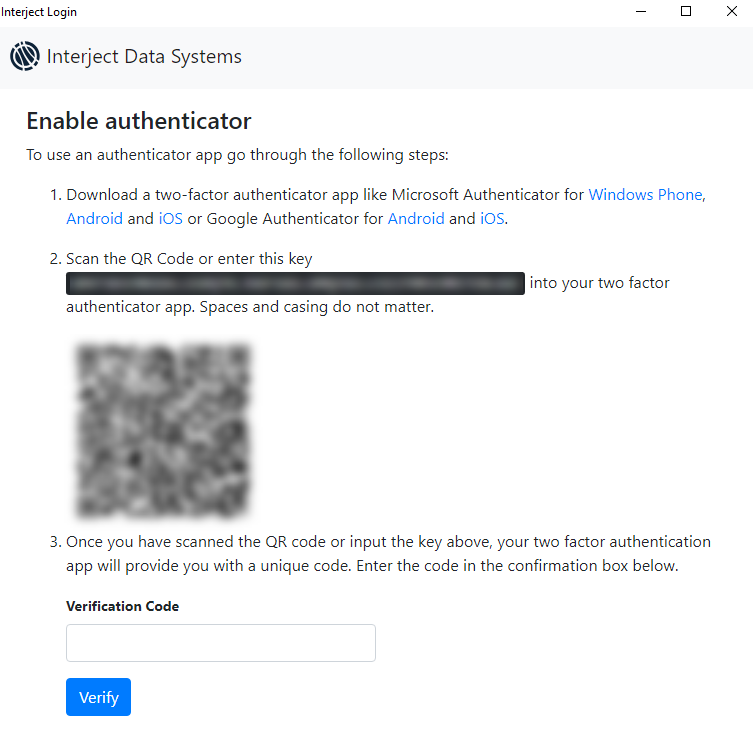 Interject Login
Interject Data Systems
Enable authenticator
To use an authenticator app go through the following steps:
1. Download a two-factor authenticator app like Microsoft Authenticator for Windows Phone,
Android and iOS or Google Authenticator for Android and iOS.
2. Scan the QR Code or enter this key
into your two factor
authenticator app. Spaces and casing do not matter.
3. Once you have scanned the QR code or input the key above, your two factor authentication
app will provide you with a unique code. Enter the code in the confirmation box below.
Verification Code
Verify